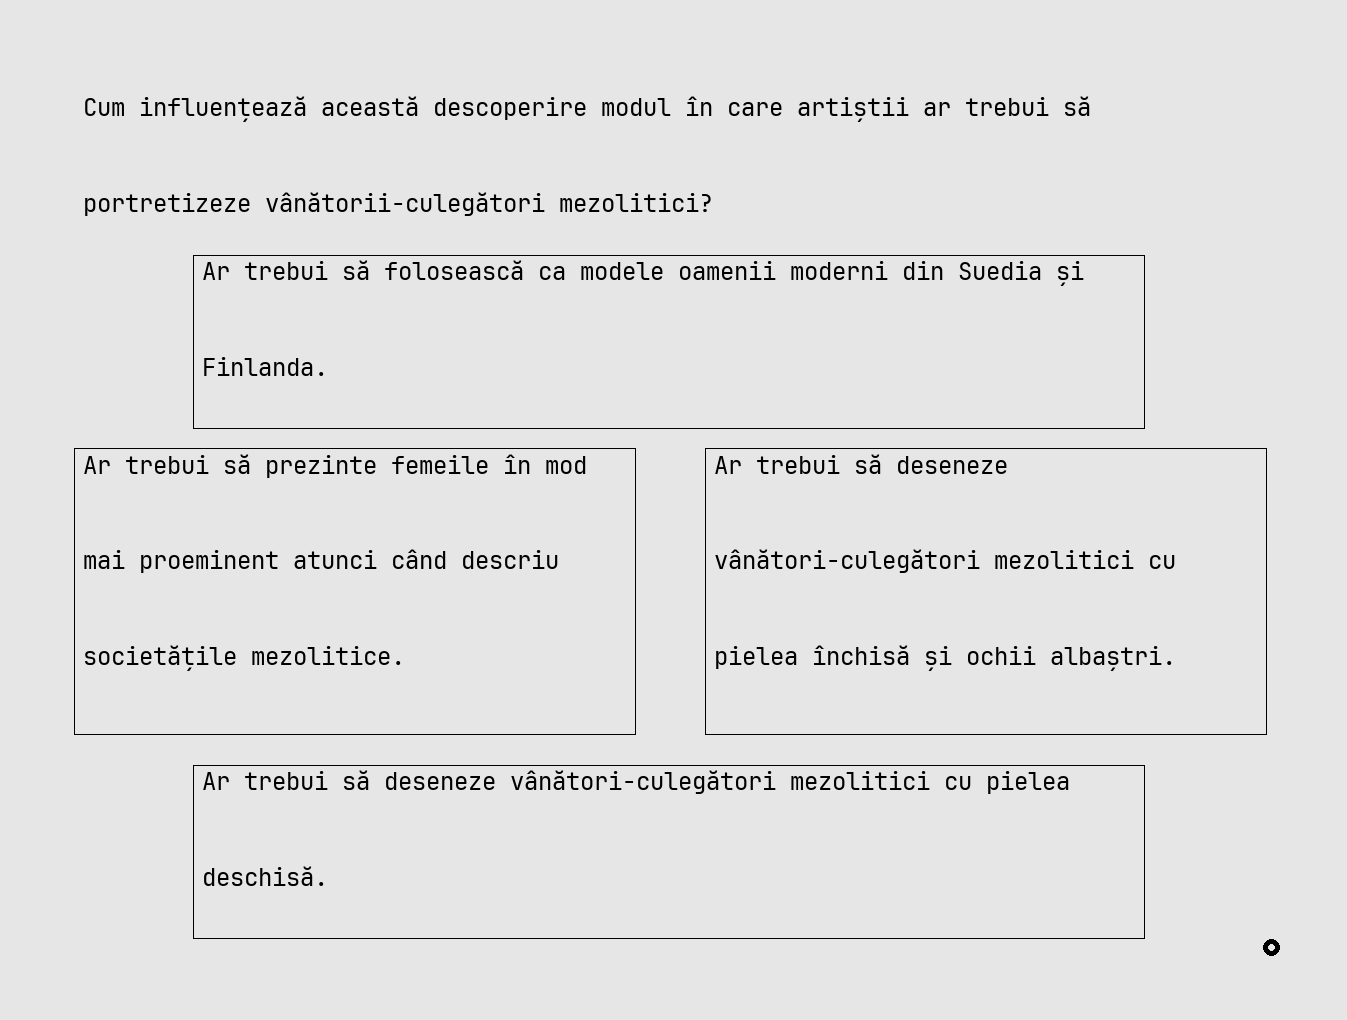 Cum influențează această descoperire modul în care artiștii ar trebui să
portretizeze vânătorii-culegători mezolitici?
Ar trebui să folosească ca modele oamenii moderni din Suedia și
Finlanda.
Ar trebui să prezinte femeile în mod
mai proeminent atunci când descriu
societățile mezolitice.
Ar trebui să deseneze
vânători-culegători mezolitici cu
pielea închisă și ochii albaștri.
Ar trebui să deseneze vânători-culegători mezolitici cu pielea
deschisă.